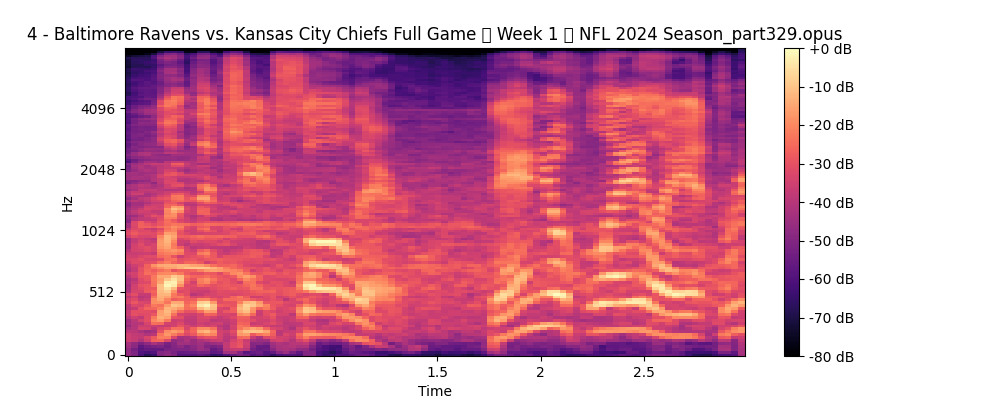 4 - Baltimore Ravens vs. Kansas City Chiefs Full Game ▯ Week 1 ▯ NFL 2024 Season_part329.opus
+0 dB
4096
-10 dB
-20 dB
2048
-30 dB
Hz
1024
-40 dB
-50 dB
512
-60 dB
-70 dB
0
-80 dB
0 0.5 1 1.5 2 2.5
Time